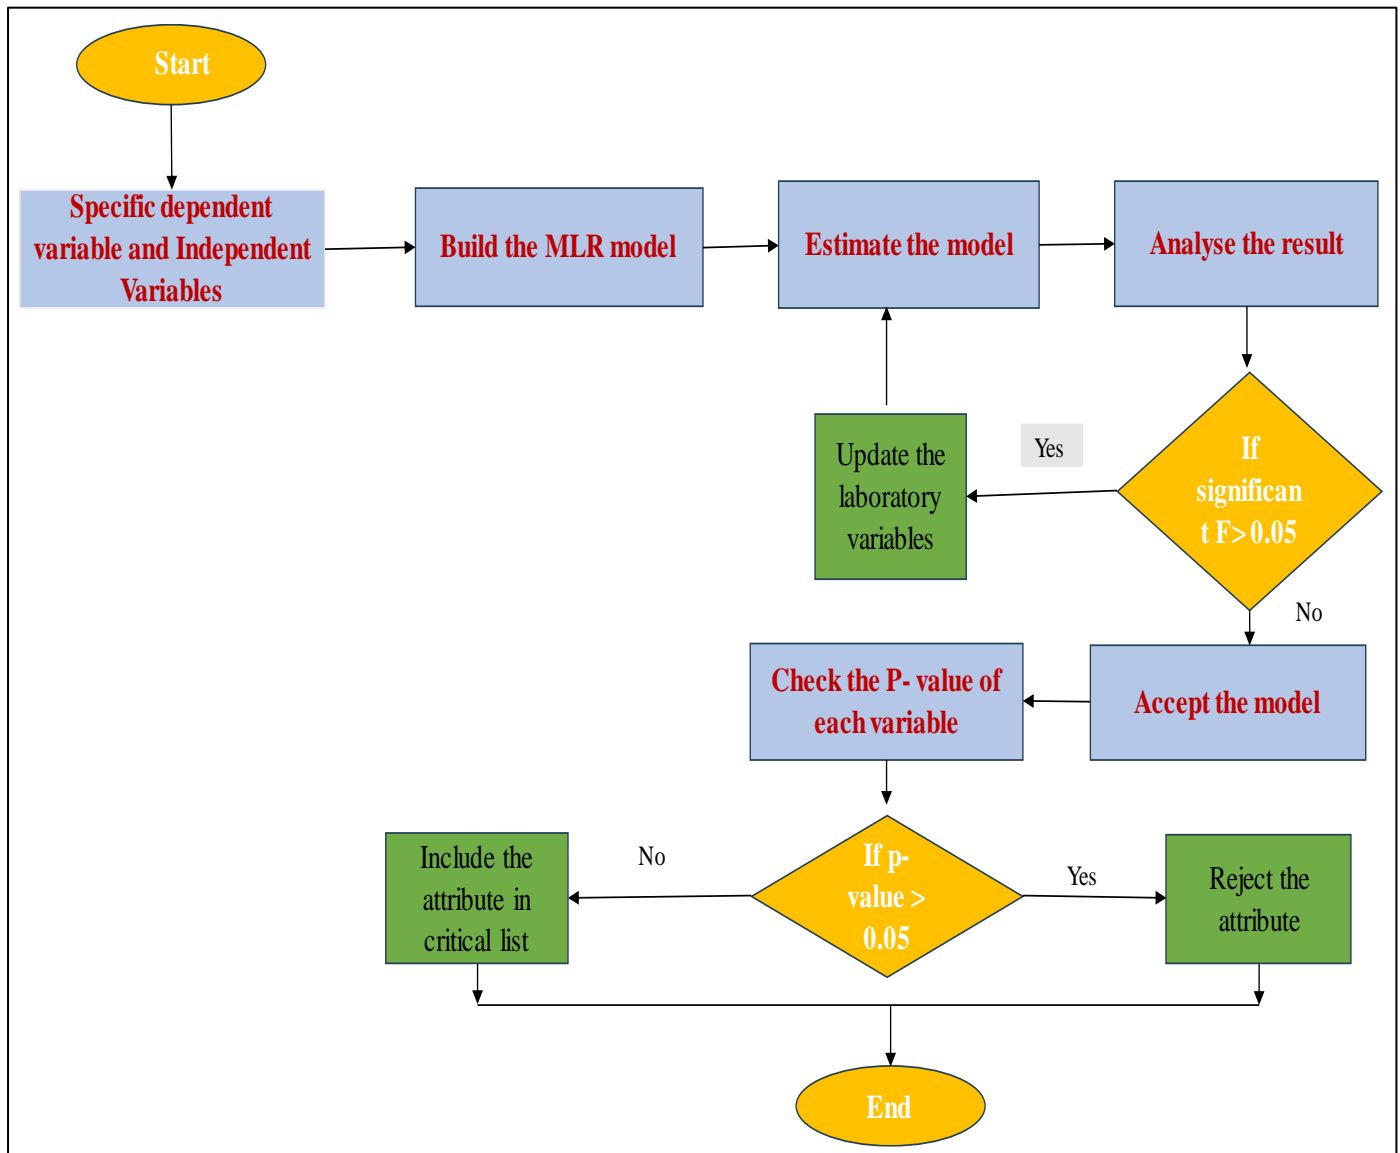 Start
Specific dependent
variable and Independent
Variables
Build the MLR model
Estimate the model
Analyse the result
If
significan
t F> 0.05
Yes
Update the
laboratory
variables
No
Accept the model
Check the P- value of
each variable
If p-
value >
0.05
No
Include the
attribute in
critical list
Yes
Reject the
attribute
End